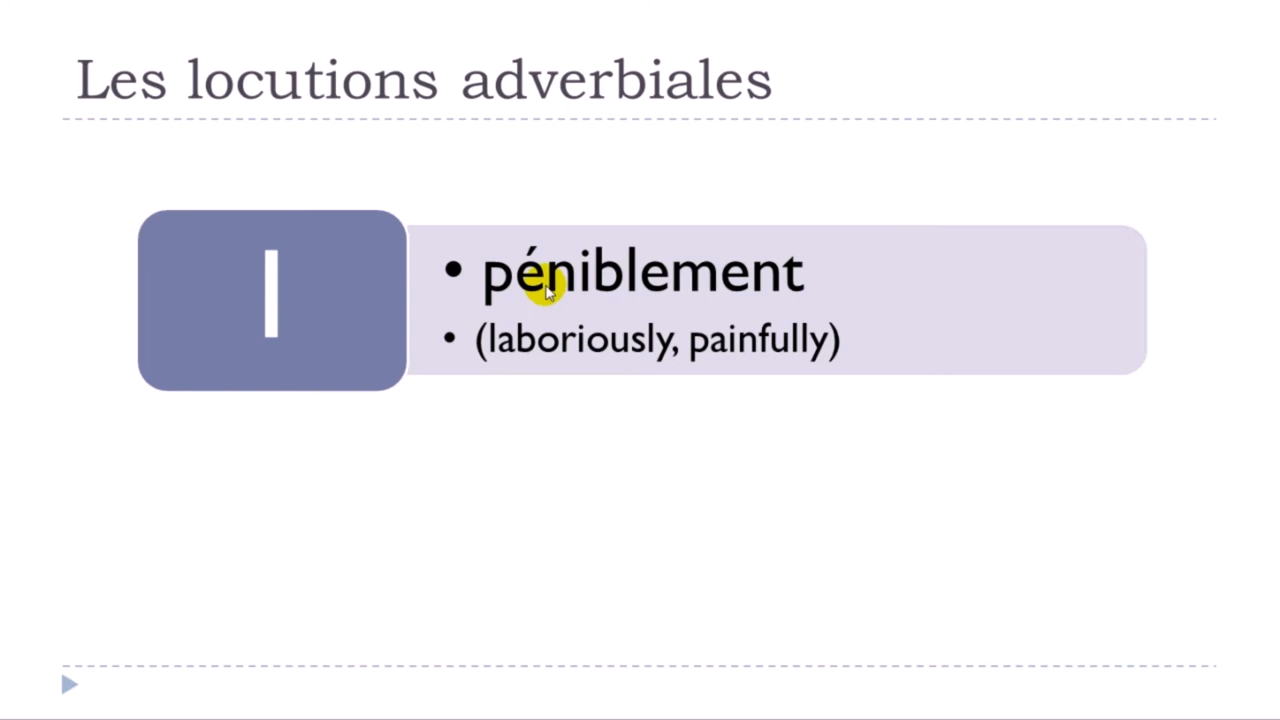 Les locutions adverbiales
1
• péniblement
• (laboriously, painfully)